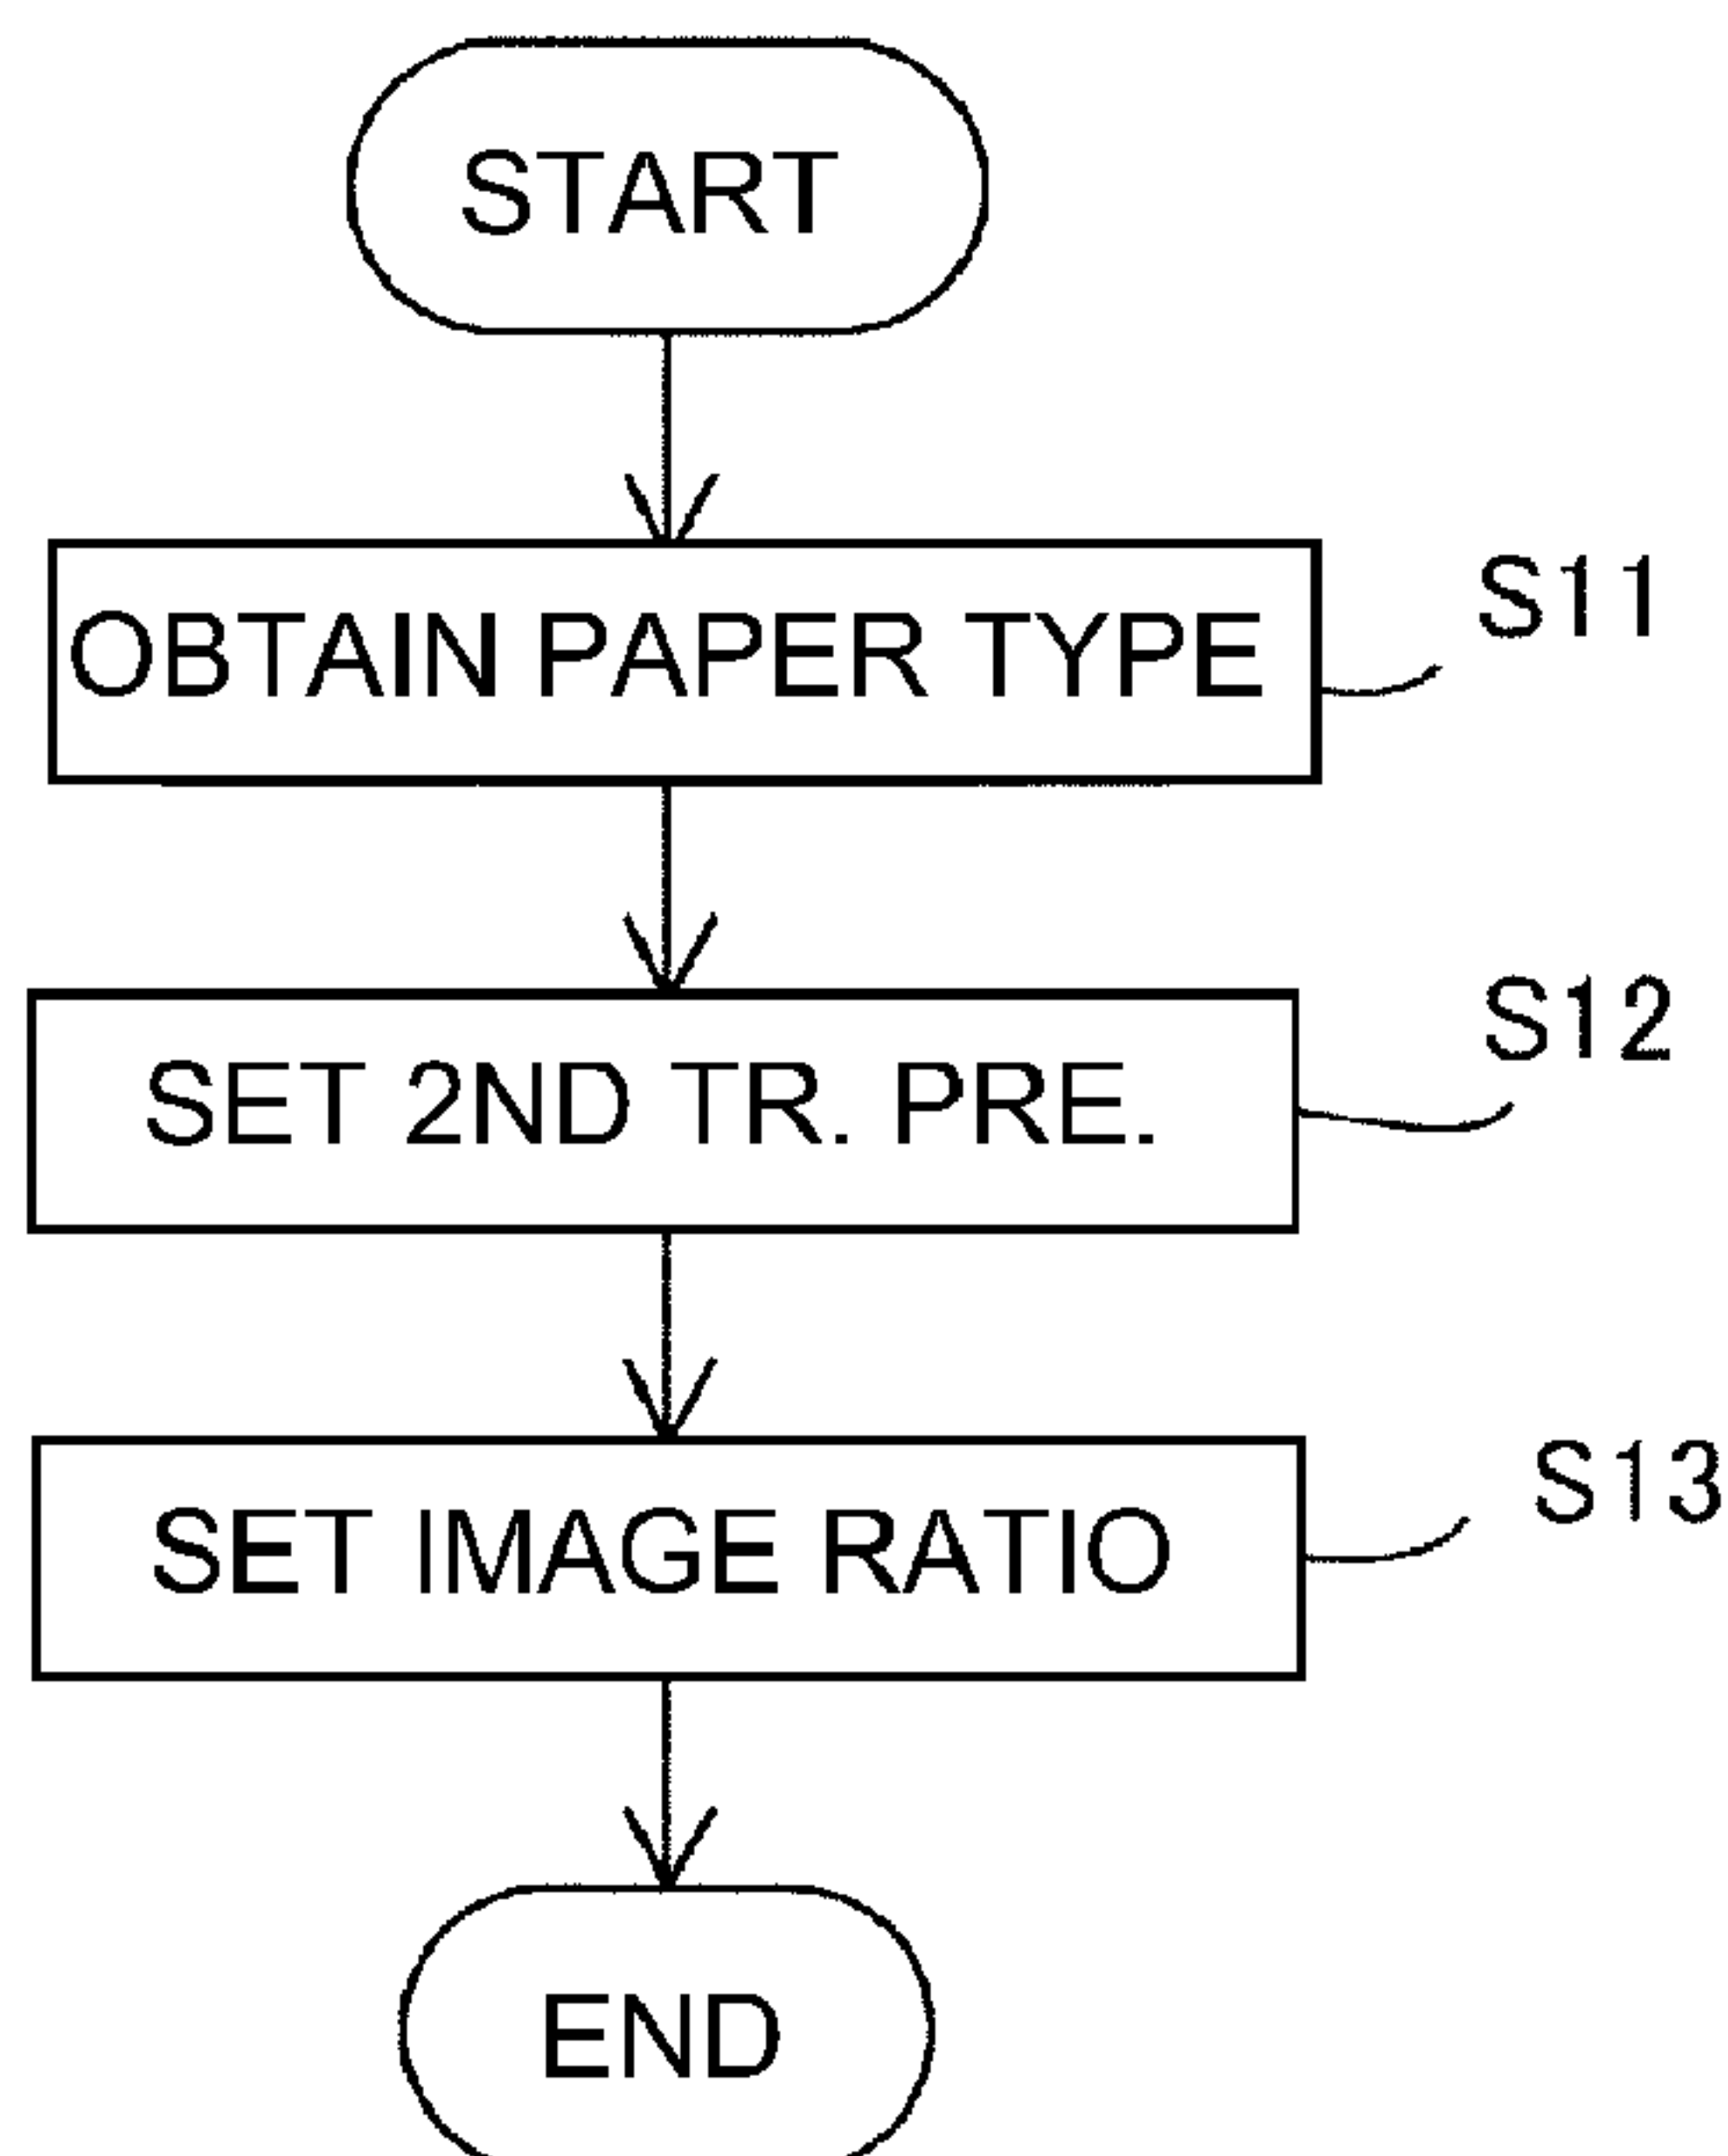 START
OBTAIN PAPER TYPE
S11
SET 2ND TR. PRE.
S12
SET IMAGE RATIO
S13
END